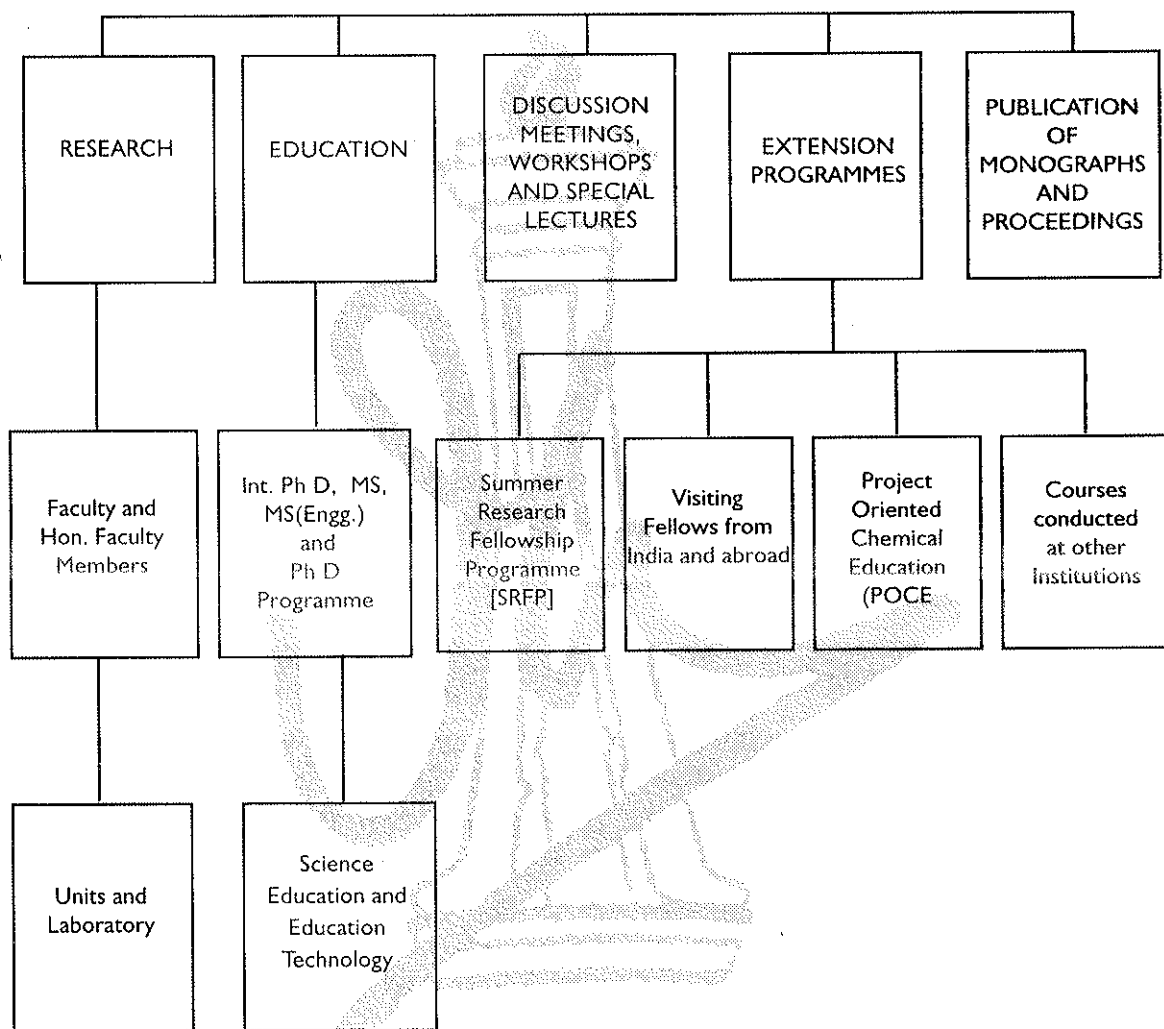 RESEARCH
EDUCATION
DISCUSSION
MEETINGS,
WORKSHOPS
AND SPECIAL
LECTURES
EXTENSION
PROGRAMMES
PUBLICATION
OF
MONOGRAPHS
AND
PROCEEDINGS
Faculty and
Hon. Faculty
Members
Int. Ph D, MS,
MS(Engg.)
and
Ph D
Programme
Summer
Research
Fellowship
Programme
[SRFP]
Visiting
Fellows from
India and abroad
Project
Oriented
Chemical
Education
(POCE
Courses
conducted
at other
Institutions
Units and
Laboratory
Science
Education and
Education
Technology